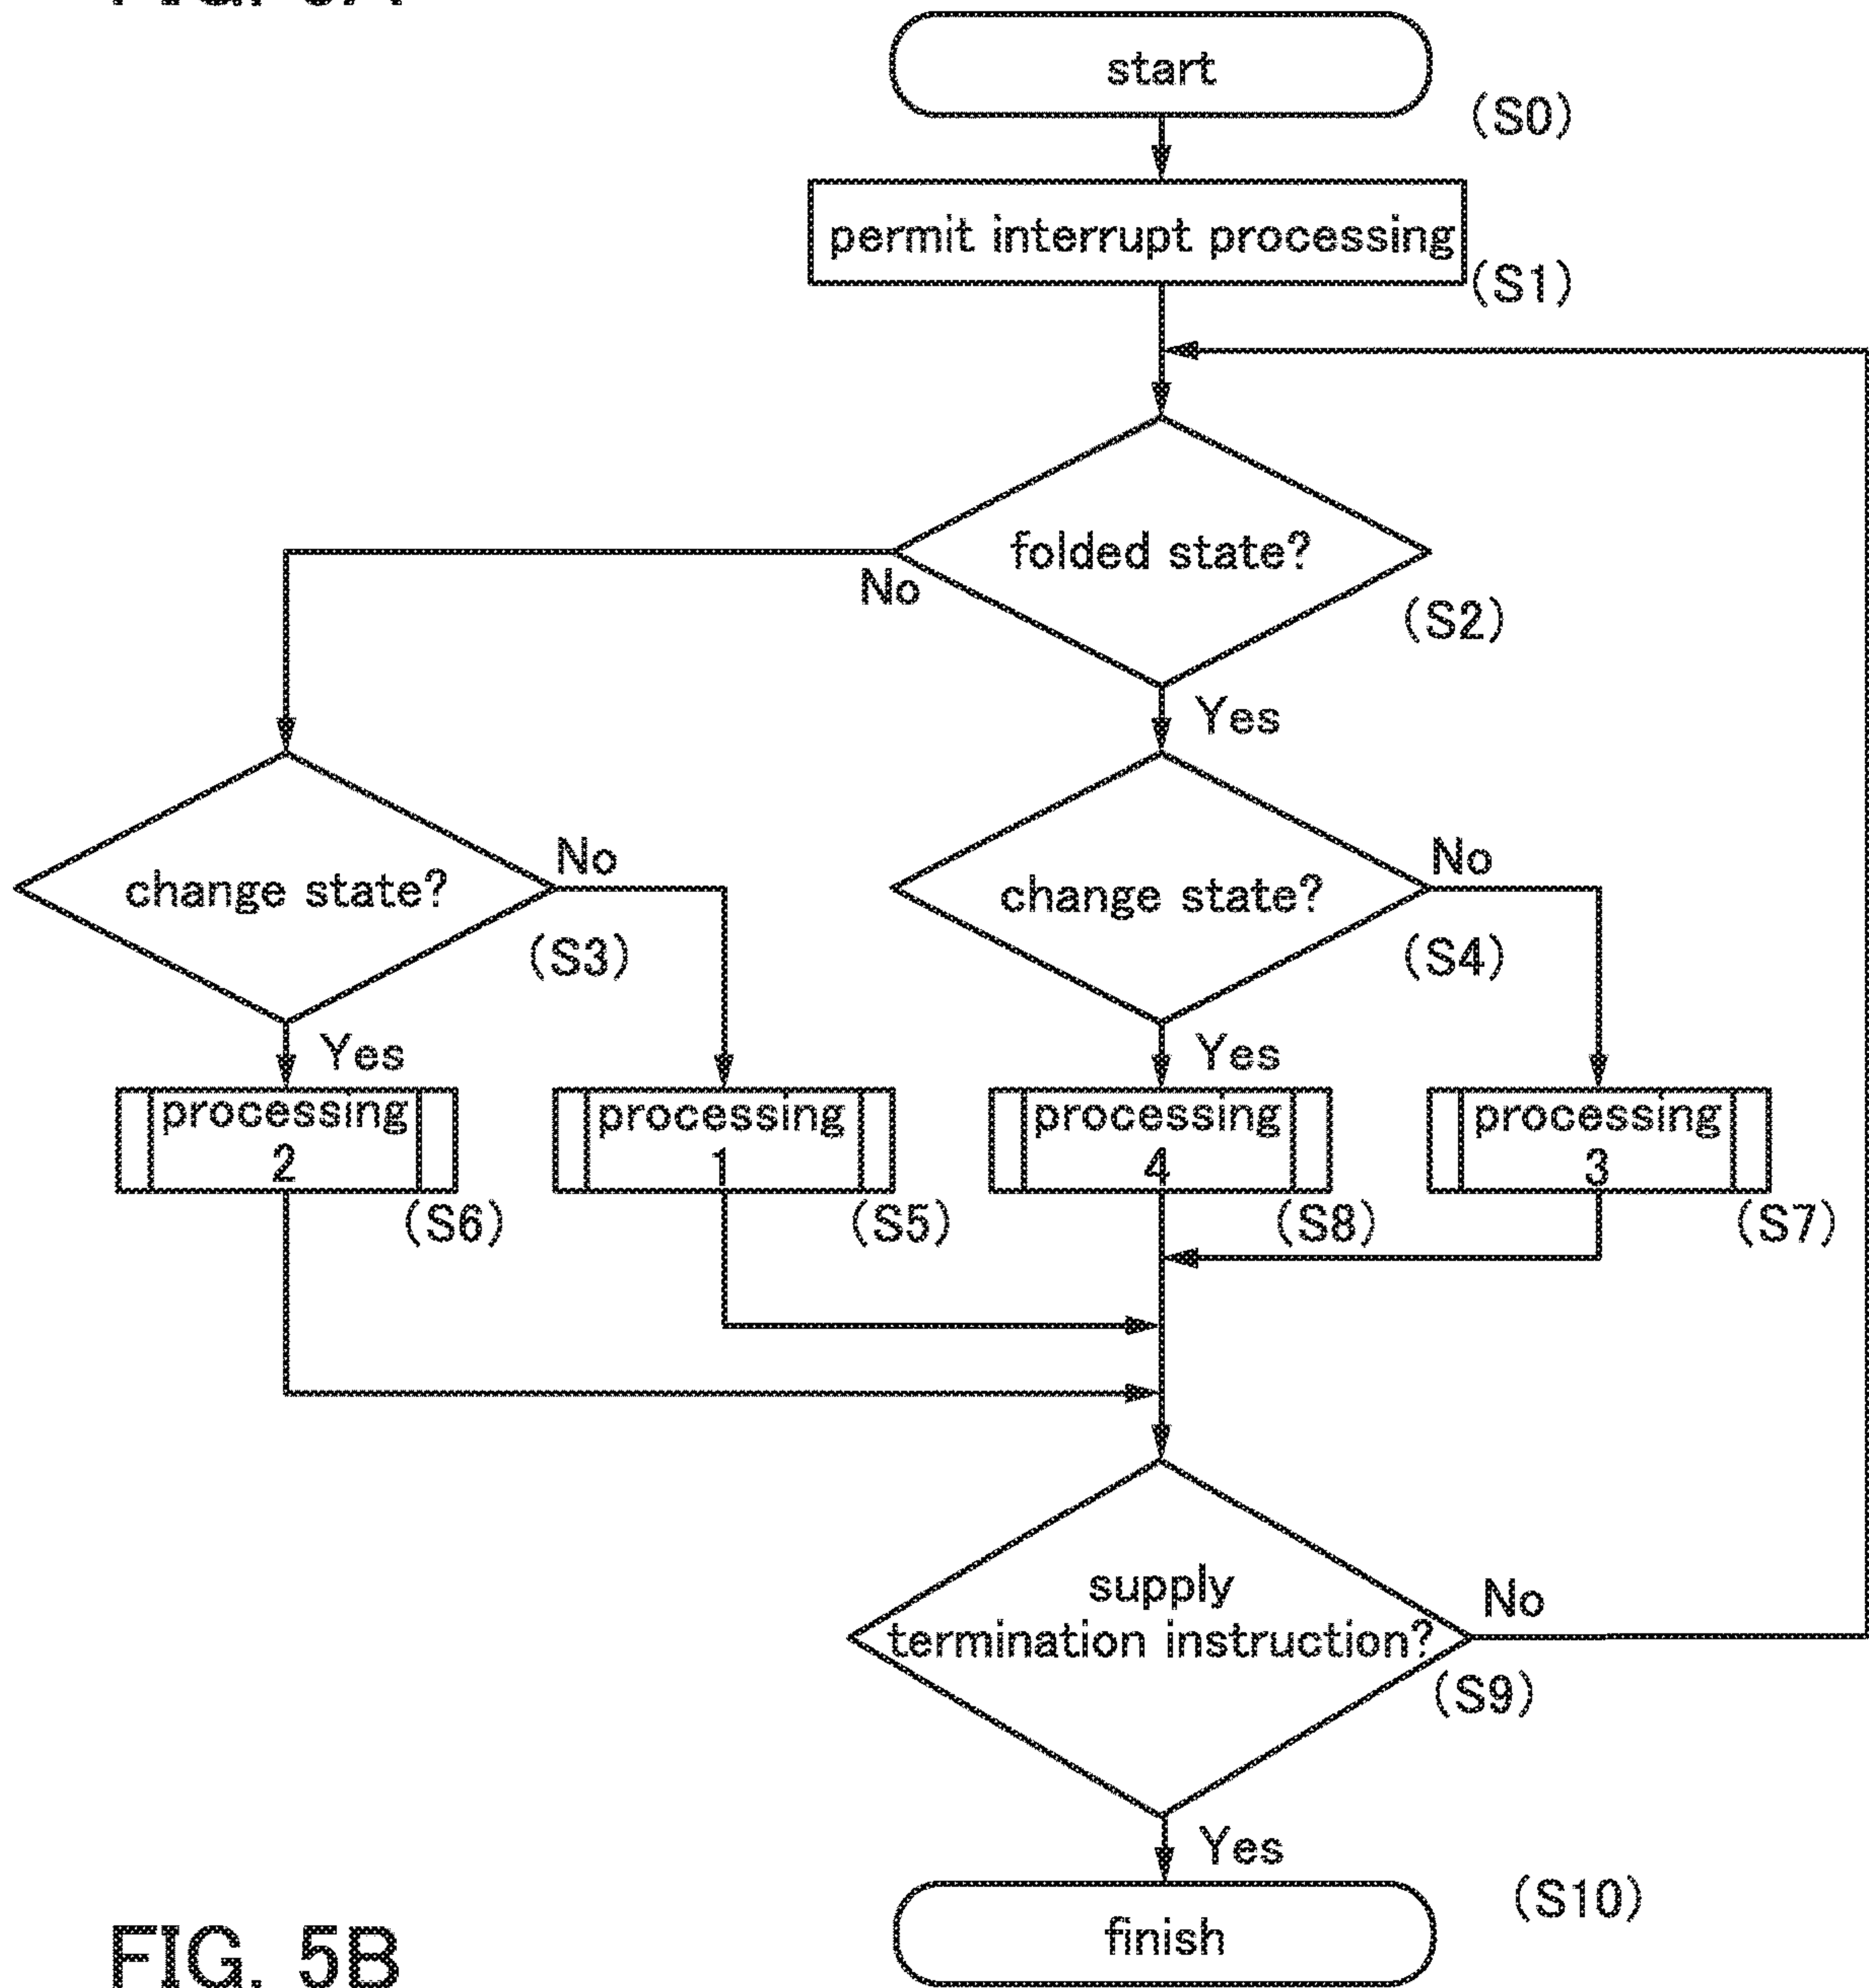 start
(S0)
permit interrupt processing
(S1)
folded state?
No
(S2)
Yes
change state?
No
(S3)
Yes
change state?
No
(S4)
Yes
processing
2
(S6)
processing
1
(S5)
processing
4
(S8)
processing
3
(S7)
supply
termination instruction?
No
(S9)
Yes
(S10)
finish
FIG. 5B